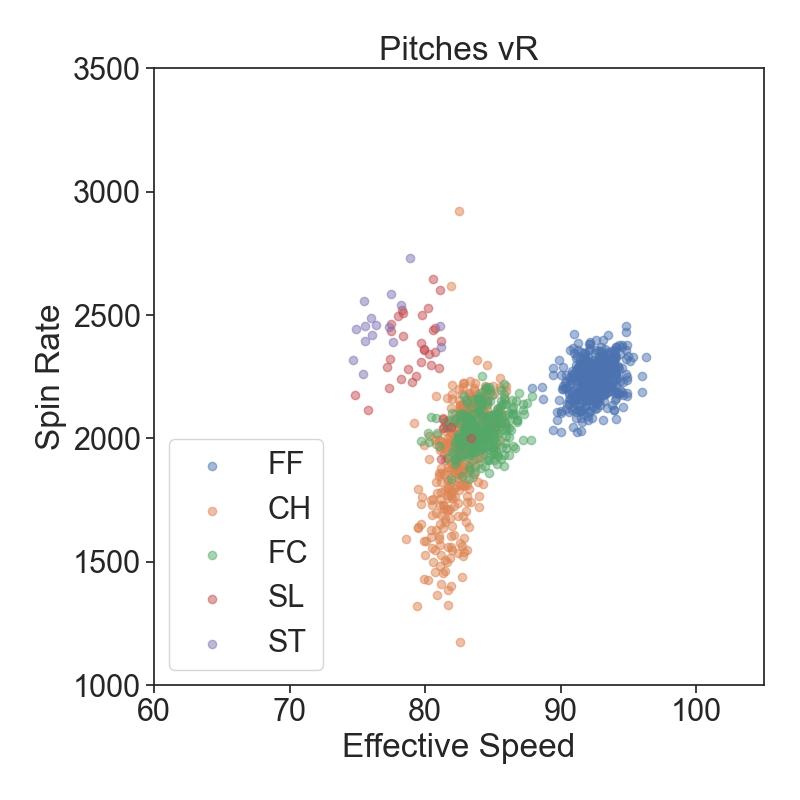 Pitches vR
3500
3000
2500
2000
1500
1000
Spin Rate
FF
CH
FC
SL
ST
60 70 80 90 100
Effective Speed